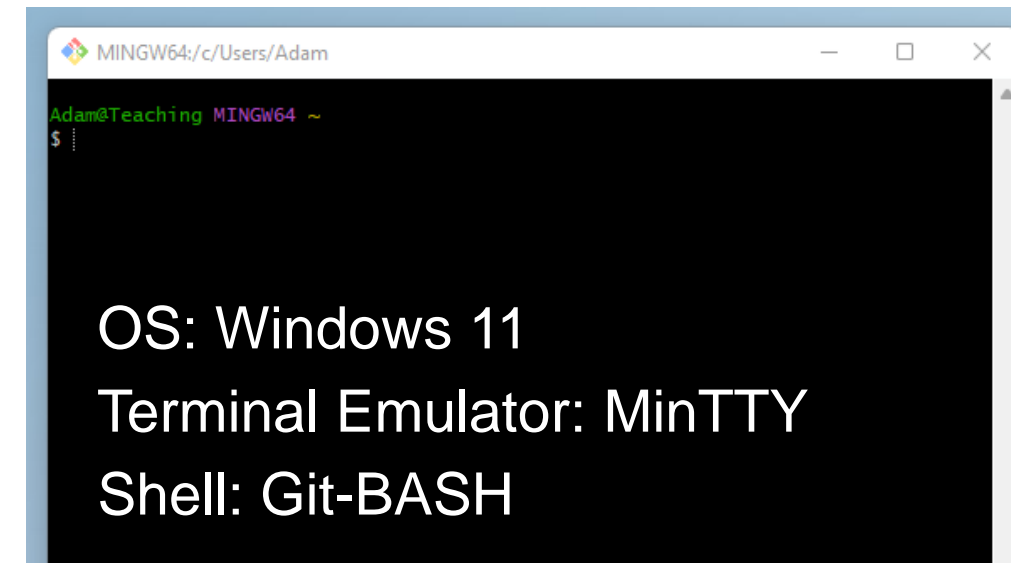 MINGW64:/c/Users/Adam
Adam@Teaching MINGW64 ~
$
OS: Windows 11
Terminal Emulator: MinTTY
Shell: Git-BASH